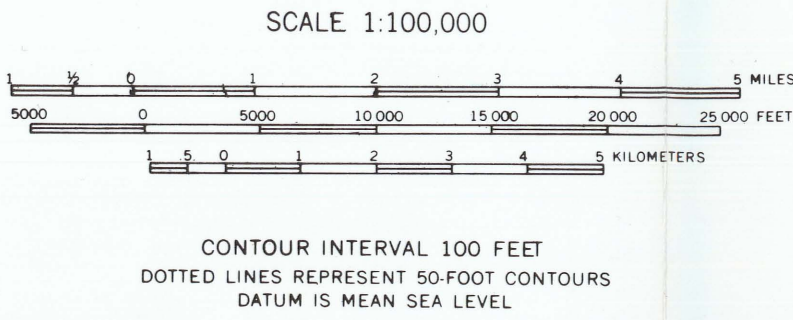 SCALE 1:100,000
1 ½ 0 1 2 3 4 5 MILES
5000 0 5000 10 000 15 000 20 000 25 000 FEET
1 .5 0 1 2 3 4 5 KILOMETERS
CONTOUR INTERVAL 100 FEET
DOTTED LINES REPRESENT 50-FOOT CONTOURS
DATUM IS MEAN SEA LEVEL